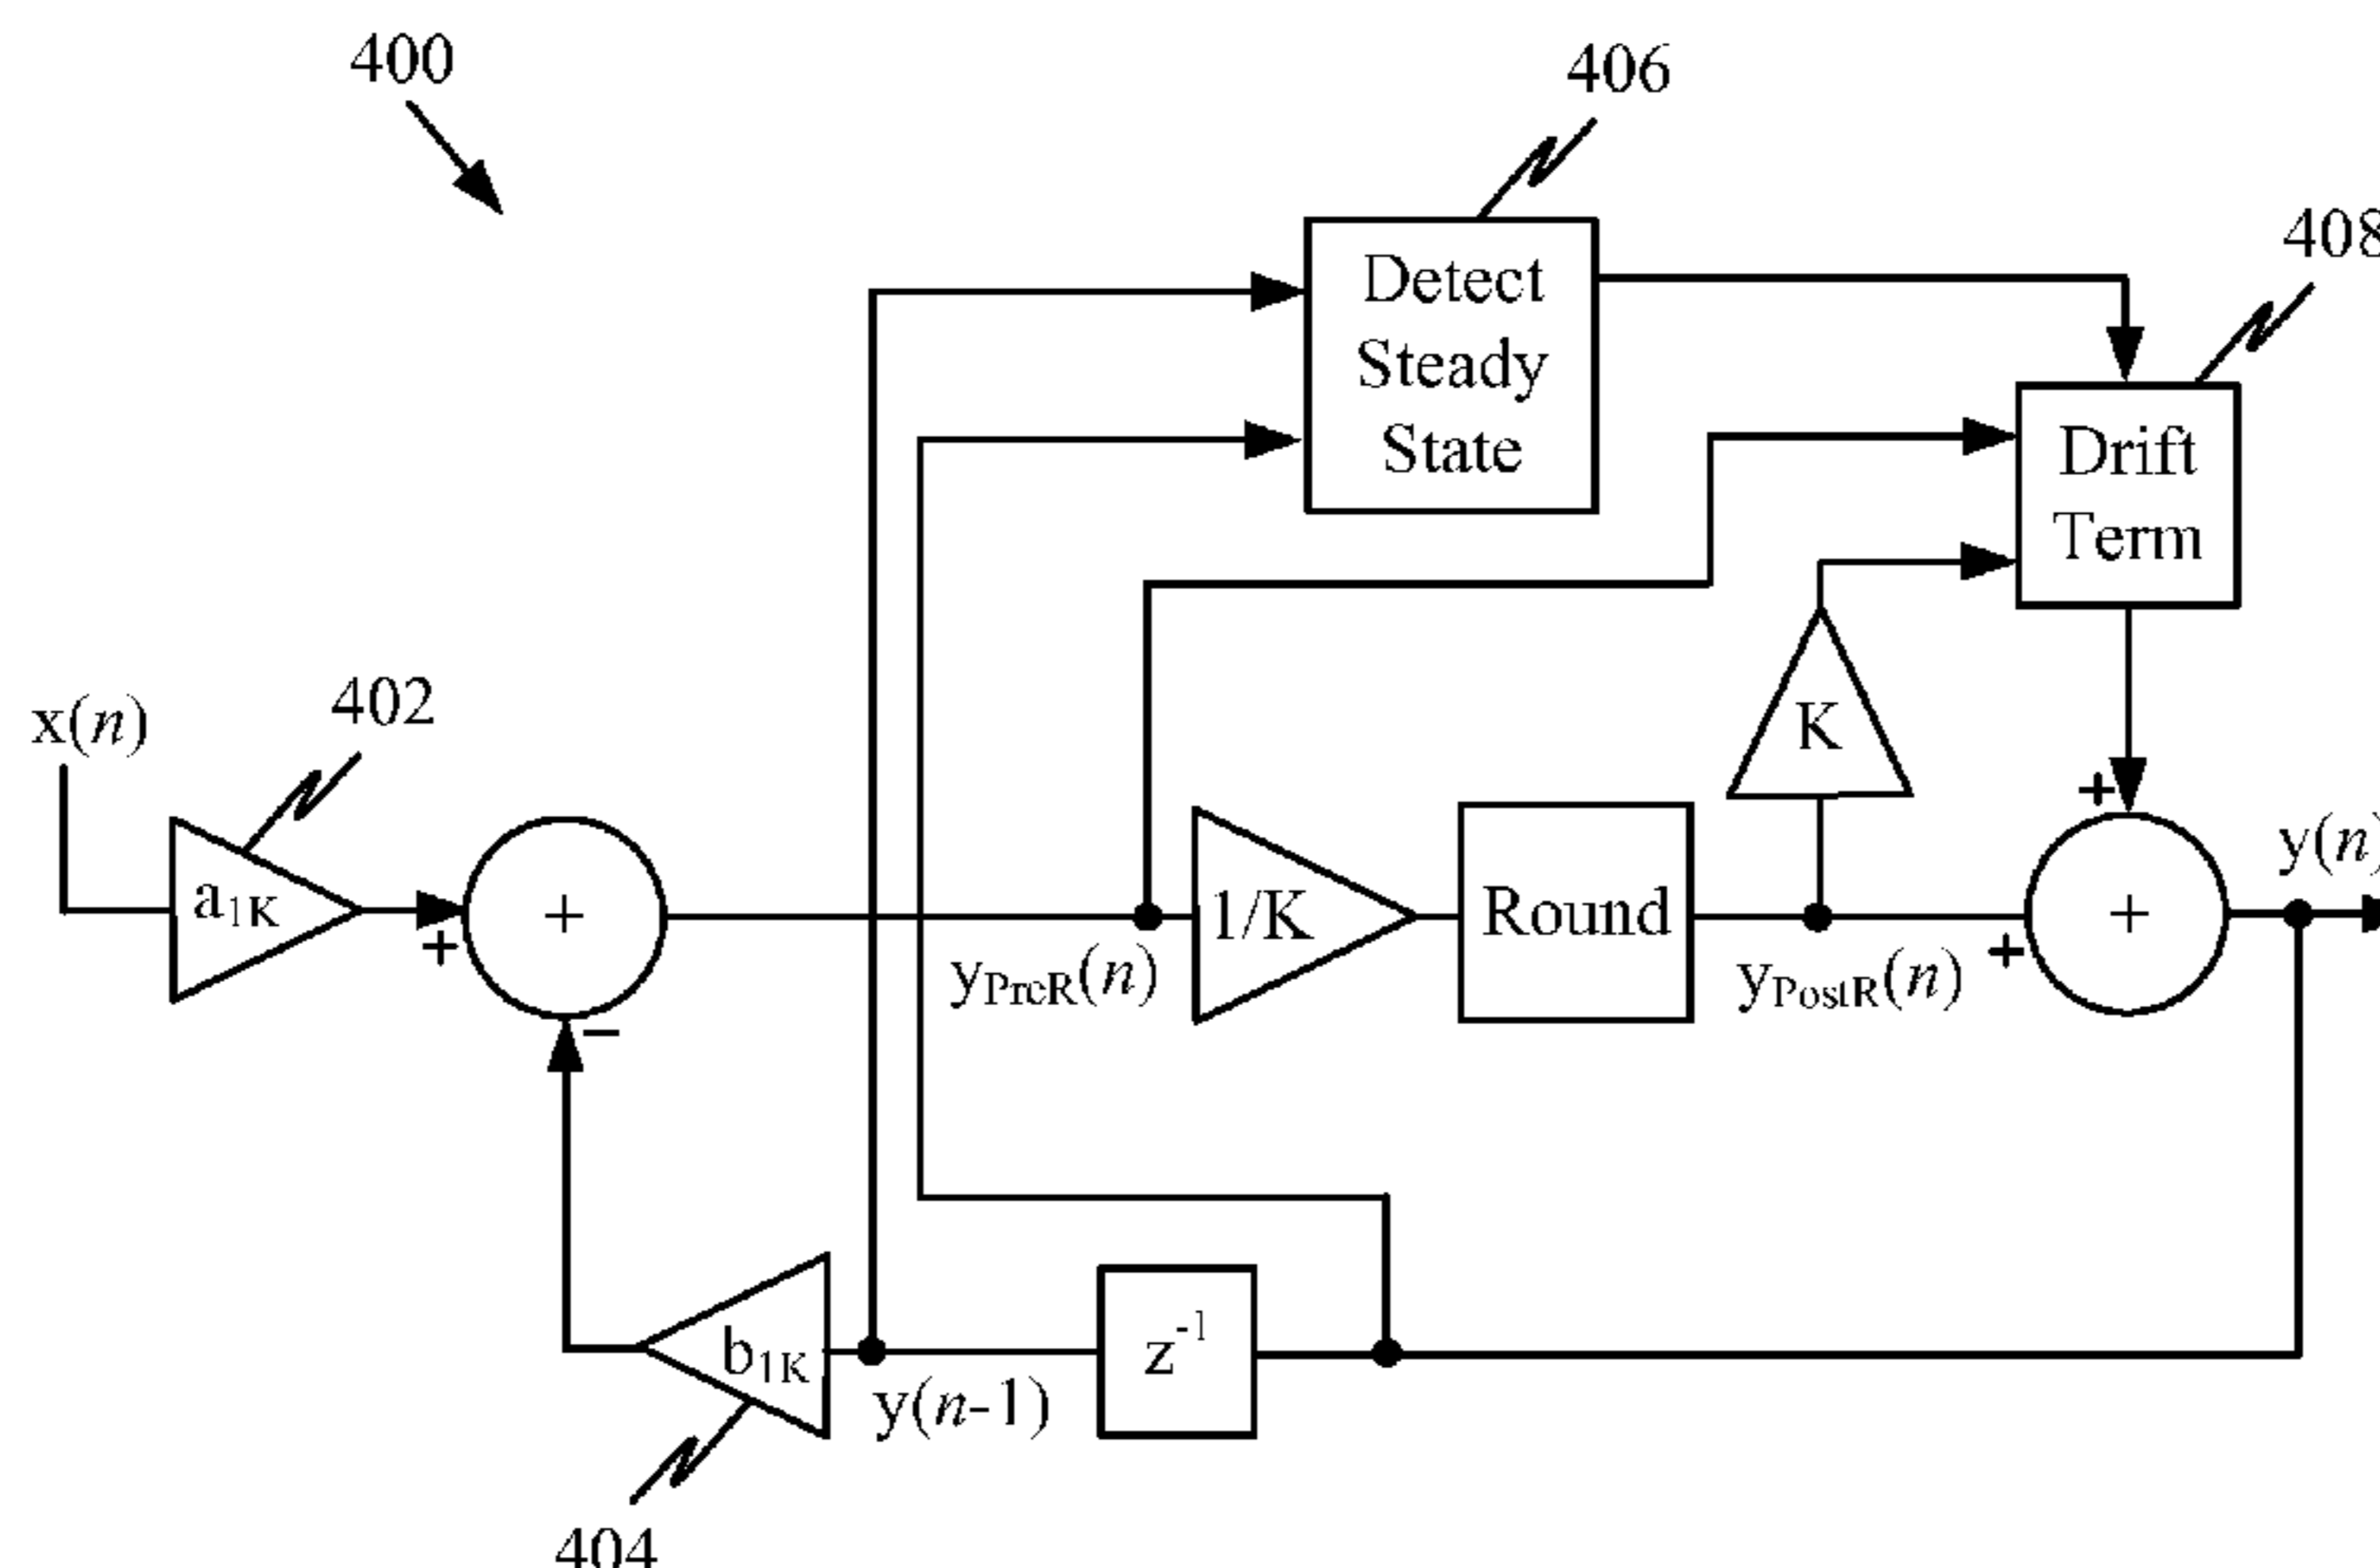 400
406
408
Detect
Steady
State
Drift
Term
x(n)
402
K
y(n)
a1K
+
+
1/K
Round
+
+
+
−
yPreR(n)
yPostR(n)
b1K
z-1
y(n-1)
404